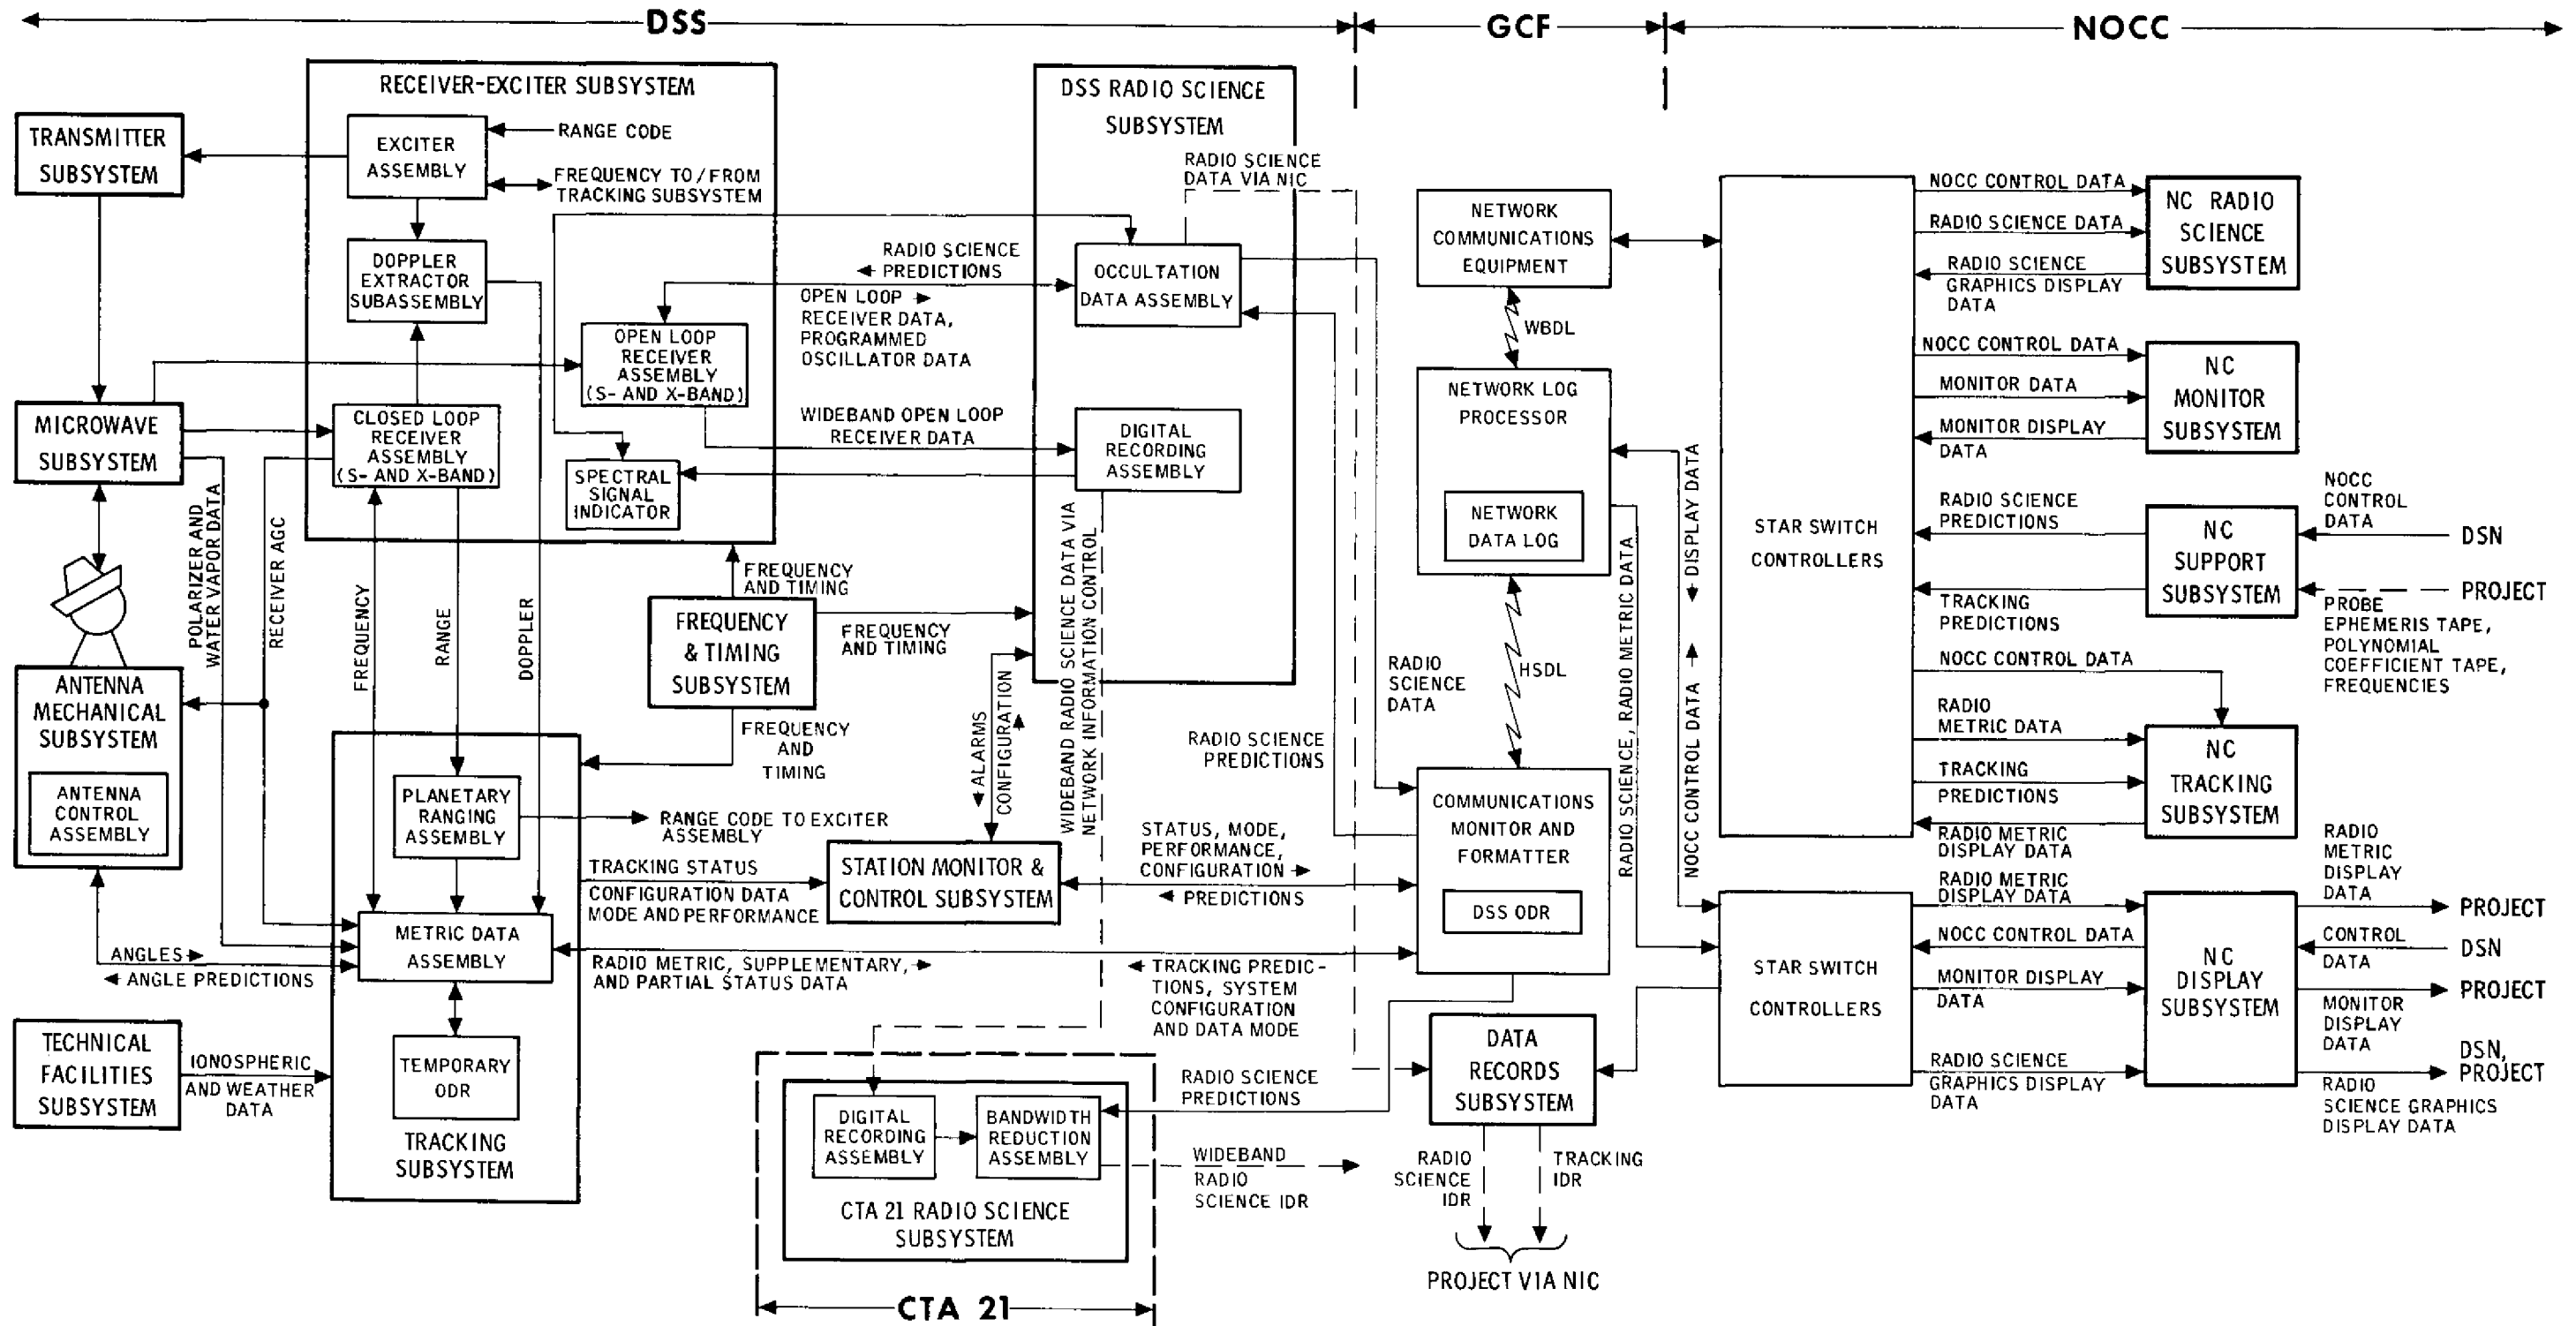 DSS
GCF
NOCC
RECEIVER-EXCITER SUBSYSTEM
TRANSMITTER
SUBSYSTEM
EXCITER
ASSEMBLY
RANGE CODE
FREQUENCY TO/FROM
TRACKING SUBSYSTEM
DOPPLER
EXTRACTOR
SUBASSEMBLY
OPEN LOOP
RECEIVER
ASSEMBLY
(S- AND X-BAND)
MICROWAVE
SUBSYSTEM
CLOSED LOOP
RECEIVER
ASSEMBLY
(S- AND X-BAND)
SPECTRAL
SIGNAL
INDICATOR
RADIO SCIENCE
PREDICTIONS
OPEN LOOP
RECEIVER DATA,
PROGRAMMED
OSCILLATOR DATA
WIDEBAND OPEN LOOP
RECEIVER DATA
DSS RADIO SCIENCE
SUBSYSTEM
RADIO SCIENCE
DATA VIA NIC
OCCULTATION
DATA ASSEMBLY
DIGITAL
RECORDING
ASSEMBLY
POLARIZER AND
WATER VAPOR DATA
RECEIVER AGC
FREQUENCY
RANGE
DOPPLER
FREQUENCY
AND TIMING
FREQUENCY
& TIMING
SUBSYSTEM
FREQUENCY
AND TIMING
FREQUENCY
AND
TIMING
ALARMS
CONFIGURATION
WIDEBAND RADIO SCIENCE DATA VIA
NETWORK INFORMATION CONTROL
ANTENNA
MECHANICAL
SUBSYSTEM
ANTENNA
CONTROL
ASSEMBLY
PLANETARY
RANGING
ASSEMBLY
RANGE CODE TO EXCITER
ASSEMBLY
TRACKING STATUS
CONFIGURATION DATA
MODE AND PERFORMANCE
STATION MONITOR &
CONTROL SUBSYSTEM
STATUS, MODE,
PERFORMANCE,
CONFIGURATION
PREDICTIONS
METRIC DATA
ASSEMBLY
ANGLES
ANGLE PREDICTIONS
RADIO METRIC, SUPPLEMENTARY,
AND PARTIAL STATUS DATA
TRACKING PREDIC-
TIONS, SYSTEM
CONFIGURATION
AND DATA MODE
TECHNICAL
FACILITIES
SUBSYSTEM
IONOSPHERIC
AND WEATHER
DATA
TEMPORARY
ODR
TRACKING
SUBSYSTEM
DIGITAL
RECORDING
ASSEMBLY
BANDWIDTH
REDUCTION
ASSEMBLY
CTA 21 RADIO SCIENCE
SUBSYSTEM
CTA 21
RADIO SCIENCE
PREDICTIONS
WIDEBAND
RADIO
SCIENCE IDR
NETWORK
COMMUNICATIONS
EQUIPMENT
WBDL
NETWORK LOG
PROCESSOR
NETWORK
DATA LOG
HSDL
RADIO
SCIENCE
DATA
RADIO SCIENCE
PREDICTIONS
COMMUNICATIONS
MONITOR AND
FORMATTER
DSS ODR
DATA
RECORDS
SUBSYSTEM
RADIO
SCIENCE
IDR
TRACKING
IDR
PROJECT VIA NIC
RADIO SCIENCE, RADIO METRIC DATA
NOCC CONTROL DATA
DISPLAY DATA
STAR SWITCH
CONTROLLERS
NOCC CONTROL DATA
RADIO SCIENCE DATA
RADIO SCIENCE
GRAPHICS DISPLAY
DATA
NC RADIO
SCIENCE
SUBSYSTEM
NOCC CONTROL DATA
MONITOR DATA
MONITOR DISPLAY
DATA
NC
MONITOR
SUBSYSTEM
RADIO SCIENCE
PREDICTIONS
TRACKING
PREDICTIONS
NC
SUPPORT
SUBSYSTEM
NOCC
CONTROL
DATA
DSN
PROJECT
PROBE
EPHEMERIS TAPE,
POLYNOMIAL
COEFFICIENT TAPE,
FREQUENCIES
NOCC CONTROL DATA
RADIO
METRIC DATA
TRACKING
PREDICTIONS
RADIO METRIC
DISPLAY DATA
NC
TRACKING
SUBSYSTEM
STAR SWITCH
CONTROLLERS
RADIO METRIC
DISPLAY DATA
NOCC CONTROL DATA
MONITOR DISPLAY
DATA
RADIO SCIENCE
GRAPHICS DISPLAY
DATA
NC
DISPLAY
SUBSYSTEM
RADIO
METRIC
DISPLAY
DATA
PROJECT
CONTROL
DATA
DSN
PROJECT
MONITOR
DISPLAY
DATA
DSN,
PROJECT
RADIO
SCIENCE GRAPHICS
DISPLAY DATA